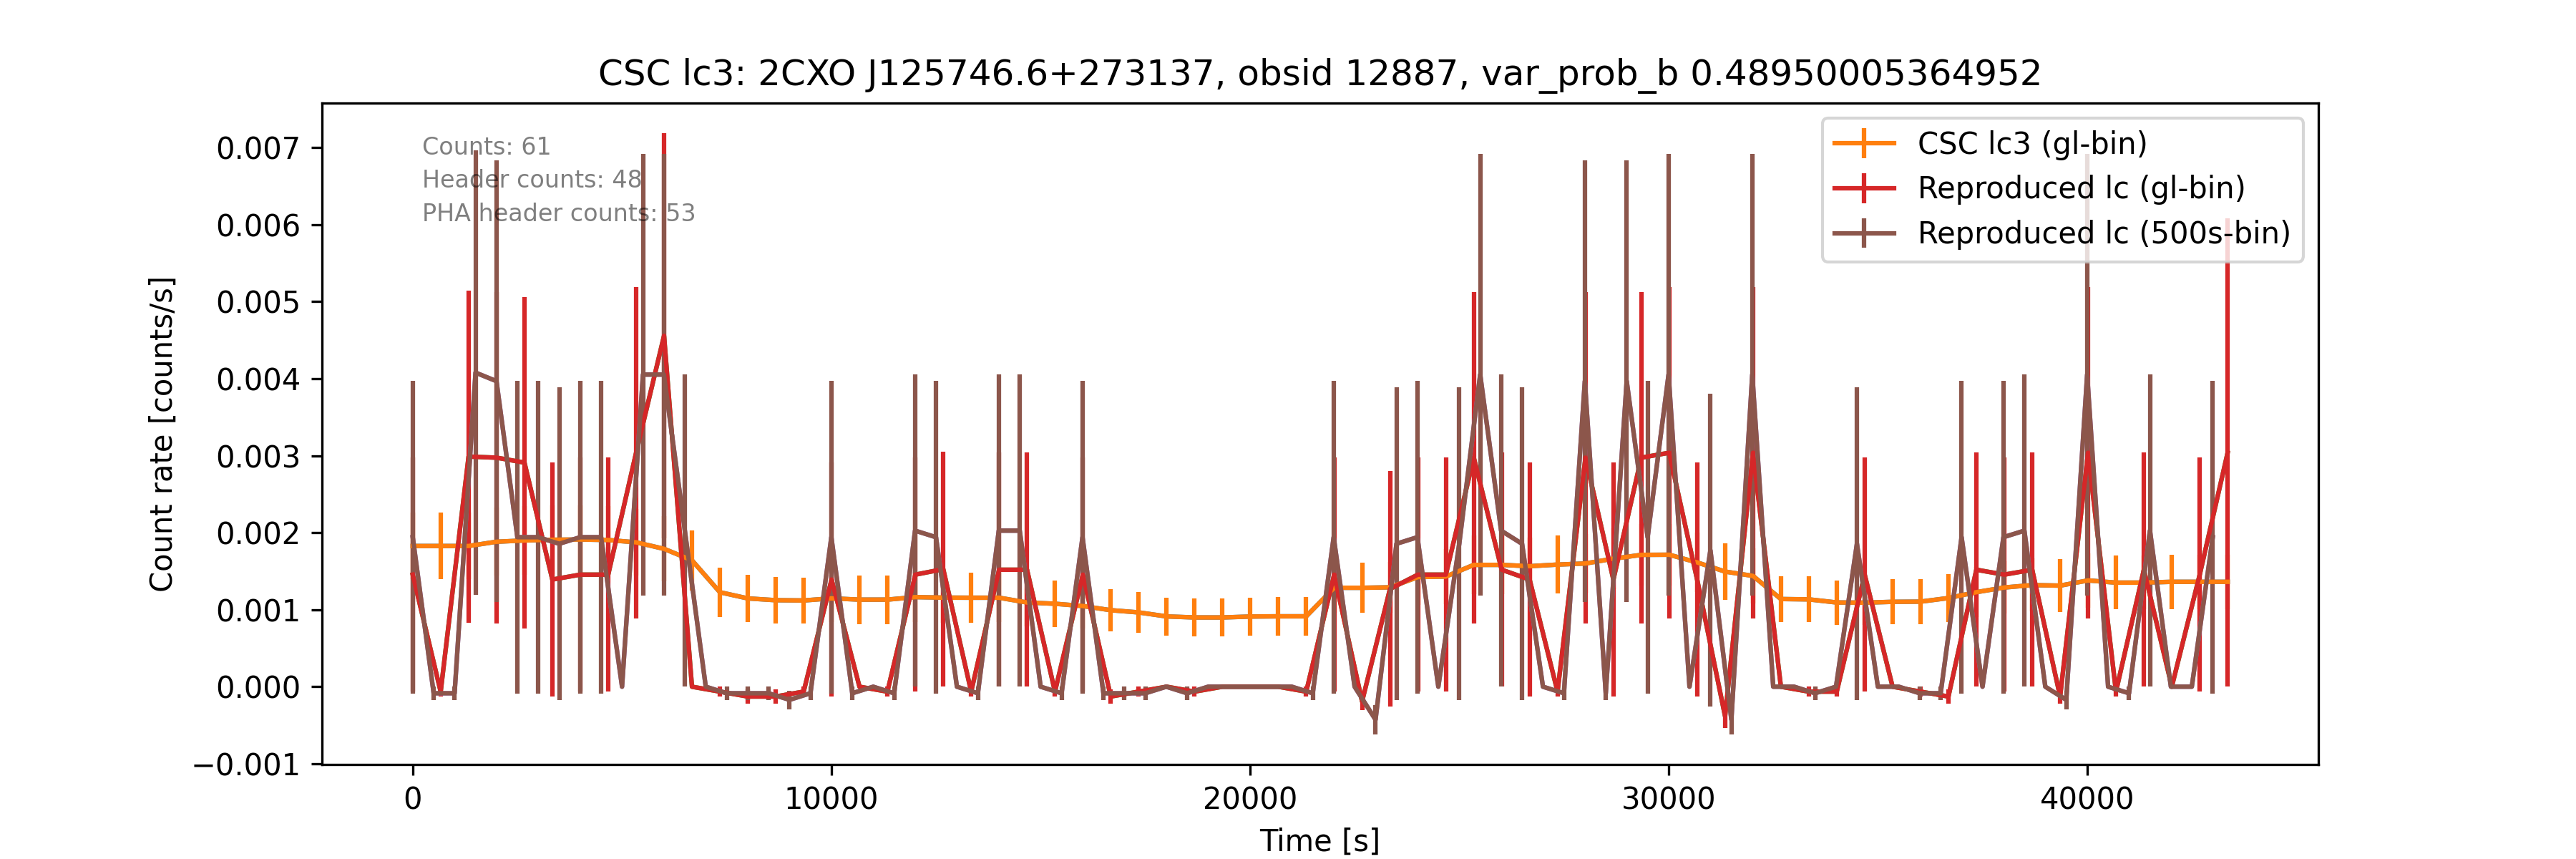 CSC lc3: 2CXO J125746.6+273137, obsid 12887, var_prob_b 0.48950005364952
Counts: 61
Header counts: 48
PHA header counts: 53
CSC lc3 (gl-bin)
Reproduced lc (gl-bin)
Reproduced lc (500s-bin)
Count rate [counts/s]
0.007
0.006
0.005
0.004
0.003
0.002
0.001
0.000
−0.001
0
10000
20000
30000
40000
Time [s]